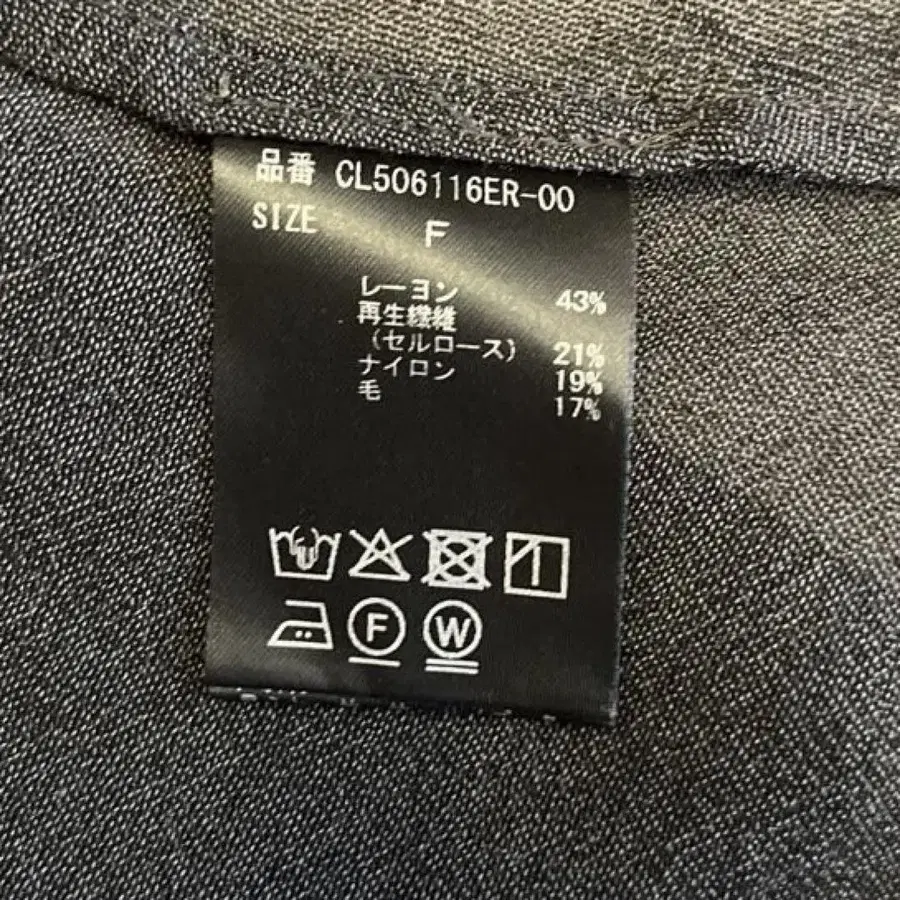 品番 CL506116ER-00
SIZE F
レーヨン 43%
再生繊維
(セルロース) 21%
ナイロン 19%
毛 17%
F
W